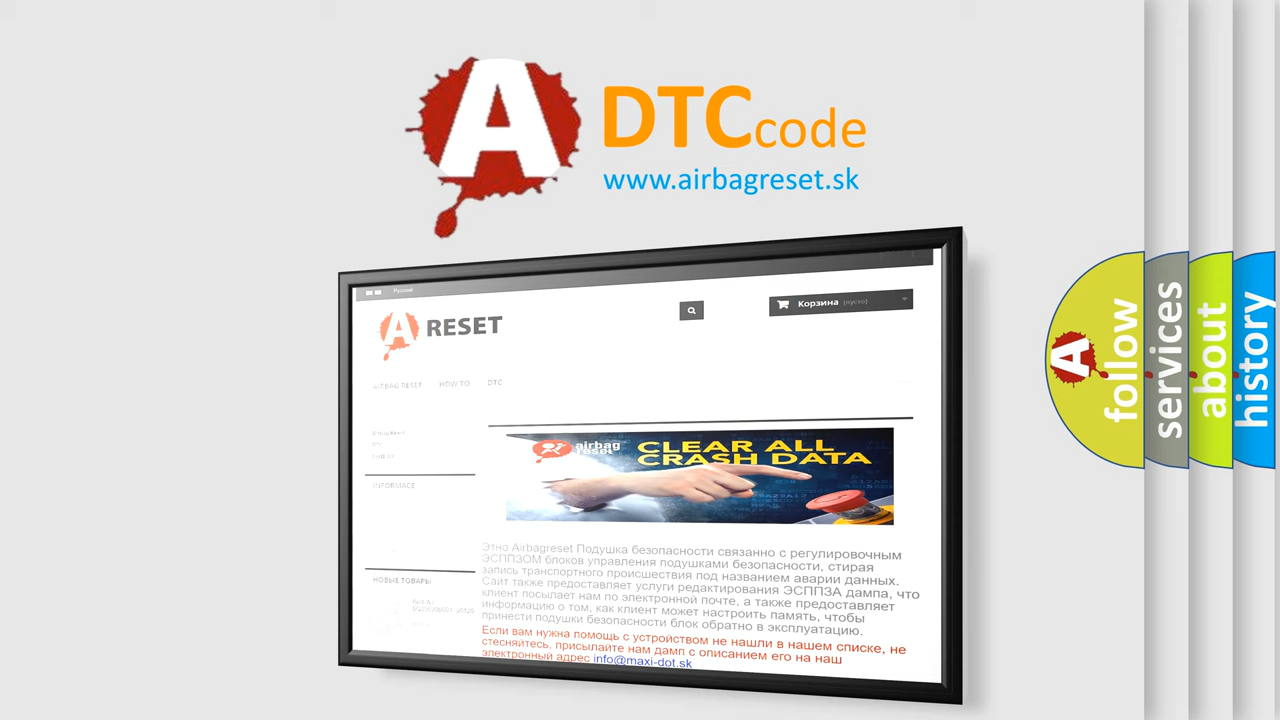 A DTCcode
www.airbagreset.sk
Русский
A RESET
Корзина (пусто)
AIRBAG RESET HOW TO DTC
INFORMACE
НОВЫЕ ТОВАРЫ
airbag
reset
CLEAR ALL
CRASH DATA
Этно Airbagreset Подушка безопасности связанно с регулировочным
ЭСППЗОМ блоков управления подушками безопасности, стирая
запись транспортного происшествия под названием аварии данных.
Сайт также предоставляет услуги редактирования ЭСППЗА дампа, что
клиент посылает нам по электронной почте, а также предоставляет
информацию о том, как клиент может настроить память, чтобы
принести подушки безопасности блок обратно в эксплуатацию.
Если вам нужна помощь с устройством не нашли в нашем списке, не
стесняйтесь, присылайте нам дамп с описанием его на наш
электронный адрес info@maxi-dot.sk
A
follow
services
about
history